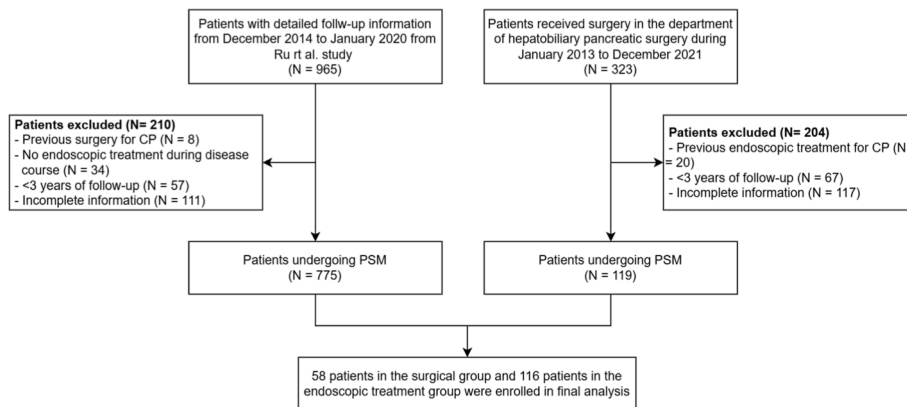 Patients with detailed follw-up information
from December 2014 to January 2020 from
Ru rt al. study
(N = 965)
Patients received surgery in the department
of hepatobiliary pancreatic surgery during
January 2013 to December 2021
(N = 323)
Patients excluded (N= 210)
- Previous surgery for CP (N = 8)
- No endoscopic treatment during disease
course (N = 34)
- <3 years of follow-up (N = 57)
- Incomplete information (N = 111)
Patients excluded (N = 204)
- Previous endoscopic treatment for CP (N
= 20)
- <3 years of follow-up (N = 67)
- Incomplete information (N = 117)
Patients undergoing PSM
(N = 775)
Patients undergoing PSM
(N = 119)
58 patients in the surgical group and 116 patients in the
endoscopic treatment group were enrolled in final analysis